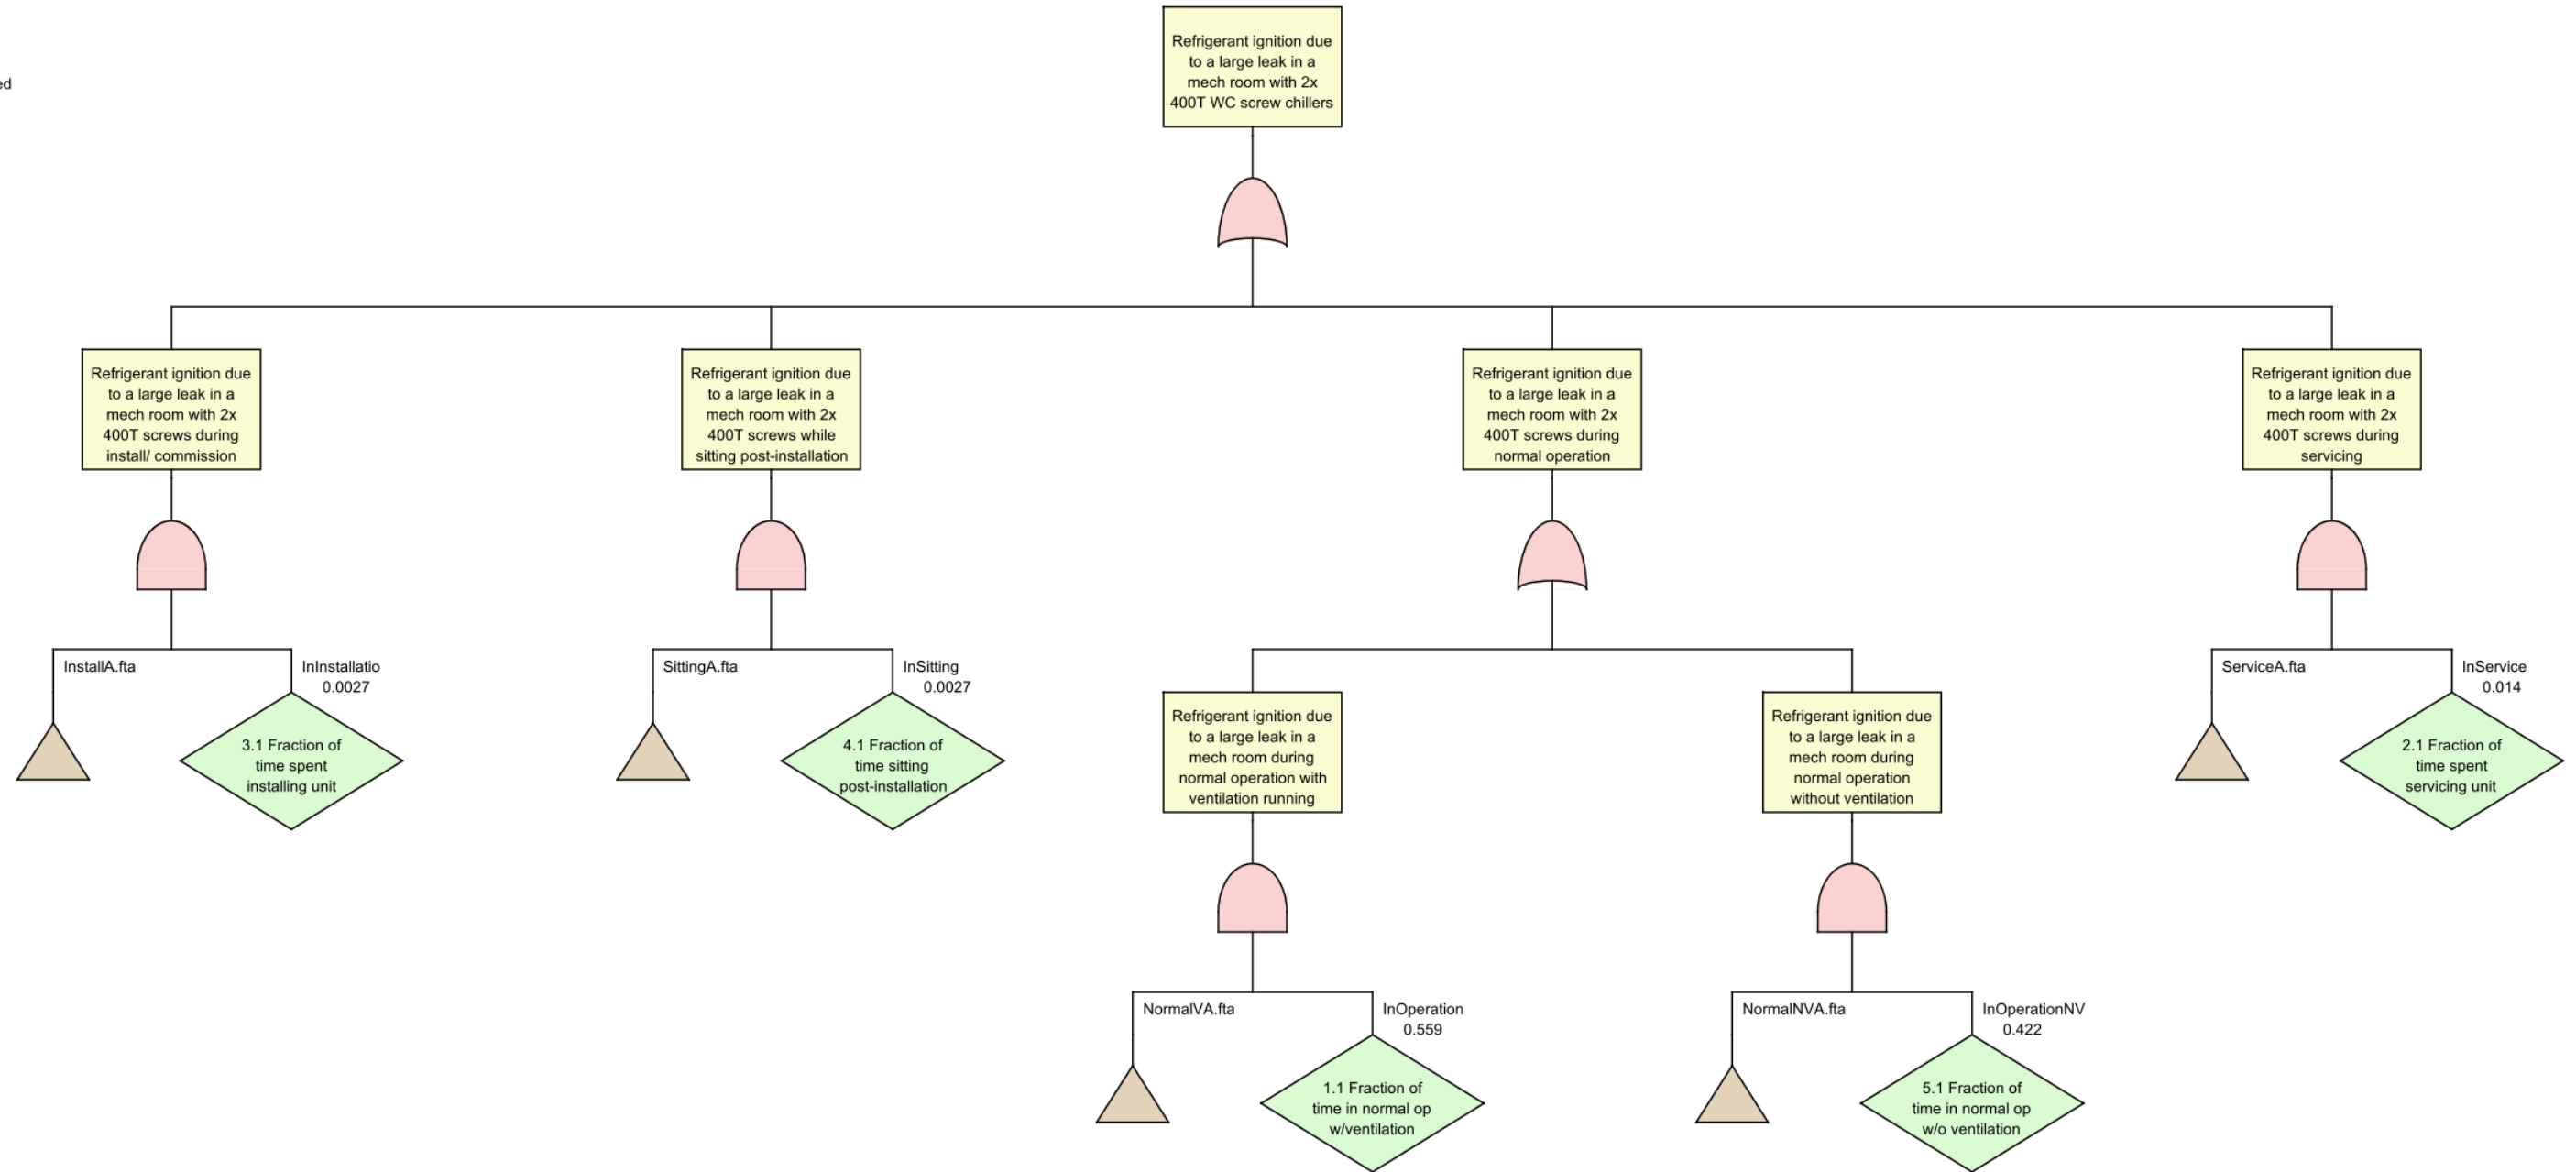 Refrigerant ignition due
to a large leak in a
mech room with 2x
400T WC screw chillers
ed
Refrigerant ignition due
to a large leak in a
mech room with 2x
400T screws during
install/ commission
Refrigerant ignition due
to a large leak in a
mech room with 2x
400T screws while
sitting post-installation
Refrigerant ignition due
to a large leak in a
mech room with 2x
400T screws during
normal operation
Refrigerant ignition due
to a large leak in a
mech room with 2x
400T screws during
servicing
InstallA.fta
InInstallatio
0.0027
3.1 Fraction of
time spent
installing unit
SittingA.fta
InSitting
0.0027
4.1 Fraction of
time sitting
post-installation
Refrigerant ignition due
to a large leak in a
mech room during
normal operation with
ventilation running
Refrigerant ignition due
to a large leak in a
mech room during
normal operation
without ventilation
ServiceA.fta
InService
0.014
2.1 Fraction of
time spent
servicing unit
NormalVA.fta
InOperation
0.559
1.1 Fraction of
time in normal op
w/ventilation
NormalNVA.fta
InOperationNV
0.422
5.1 Fraction of
time in normal op
w/o ventilation